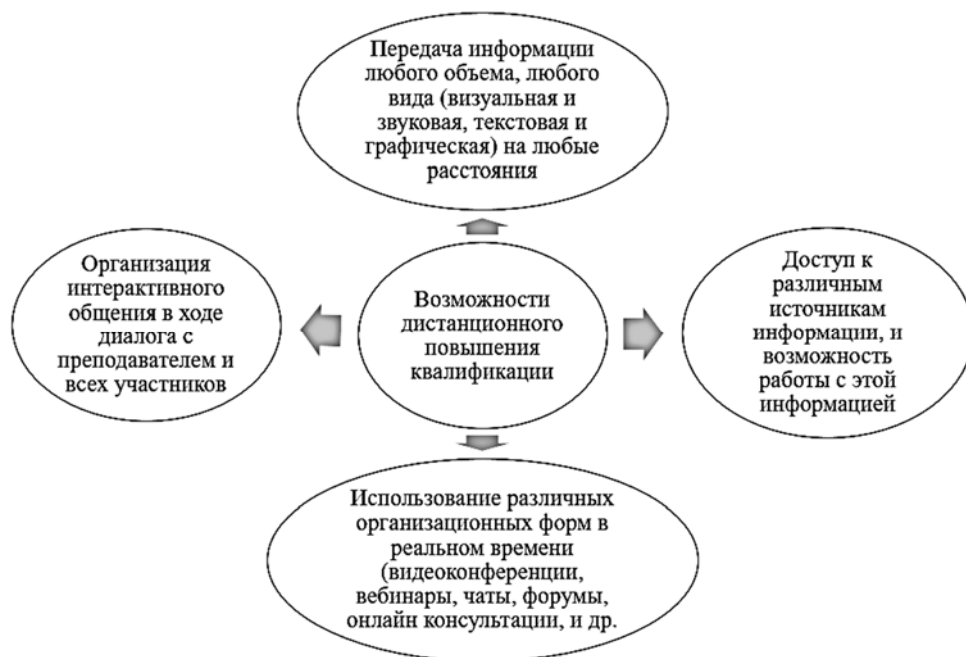 Передача информации
любого объема, любого
вида (визуальная и
звуковая, текстовая и
графическая) на любые
расстояния
Организация
интерактивного
общения в ходе
диалога с
преподавателем и
всех участников
Возможности
дистанционного
повышения
квалификации
Доступ к
различным
источникам
информации, и
возможность
работы с этой
информацией
Использование различных
организационных форм в
реальном времени
(видеоконференции,
вебинары, чаты, форумы,
онлайн консультации, и др.